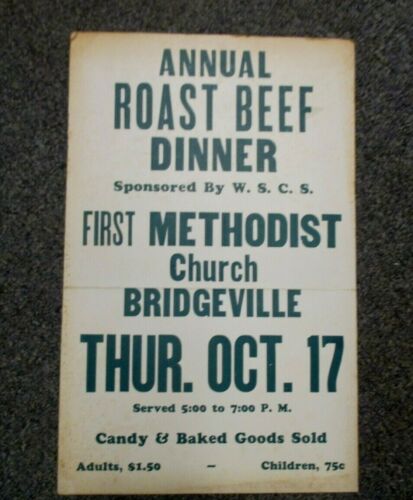 ANNUAL
ROAST BEEF
DINNER
Sponsored By W. S. C. S.
FIRST METHODIST
Church
BRIDGEVILLE
THUR. OCT. 17
Served 5:00 to 7:00 P. M.
Candy & Baked Goods Sold
Adults, $1.50 – Children, 75c